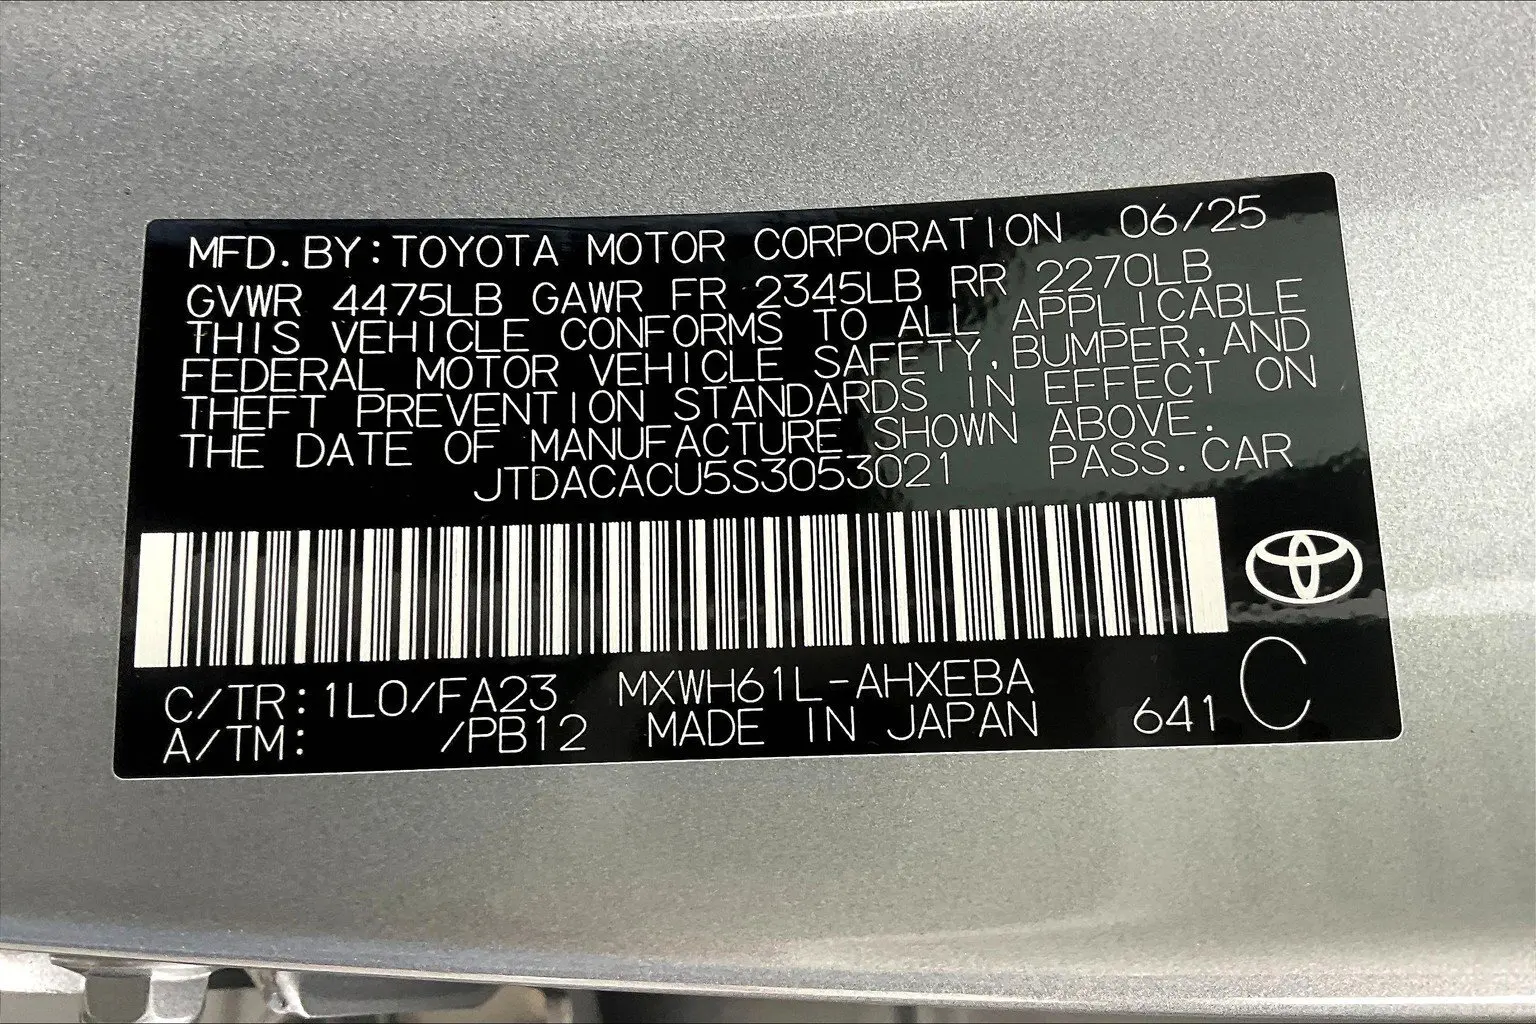 MFD. BY:TOYOTA MOTOR CORPORATION 06/25
GVWR 4475LB GAWR FR 2345LB RR 2270LB
THIS VEHICLE CONFORMS TO ALL APPLICABLE
FEDERAL MOTOR VEHICLE SAFETY,BUMPER,AND
THEFT PREVENTION STANDARDS IN EFFECT ON
THE DATE OF MANUFACTURE SHOWN ABOVE.
JTDACACU5S3053021 PASS.CAR
C/TR:1L0/FA23 MXWH61L-AHXEBA
A/TM: /PB12 MADE IN JAPAN 641 C